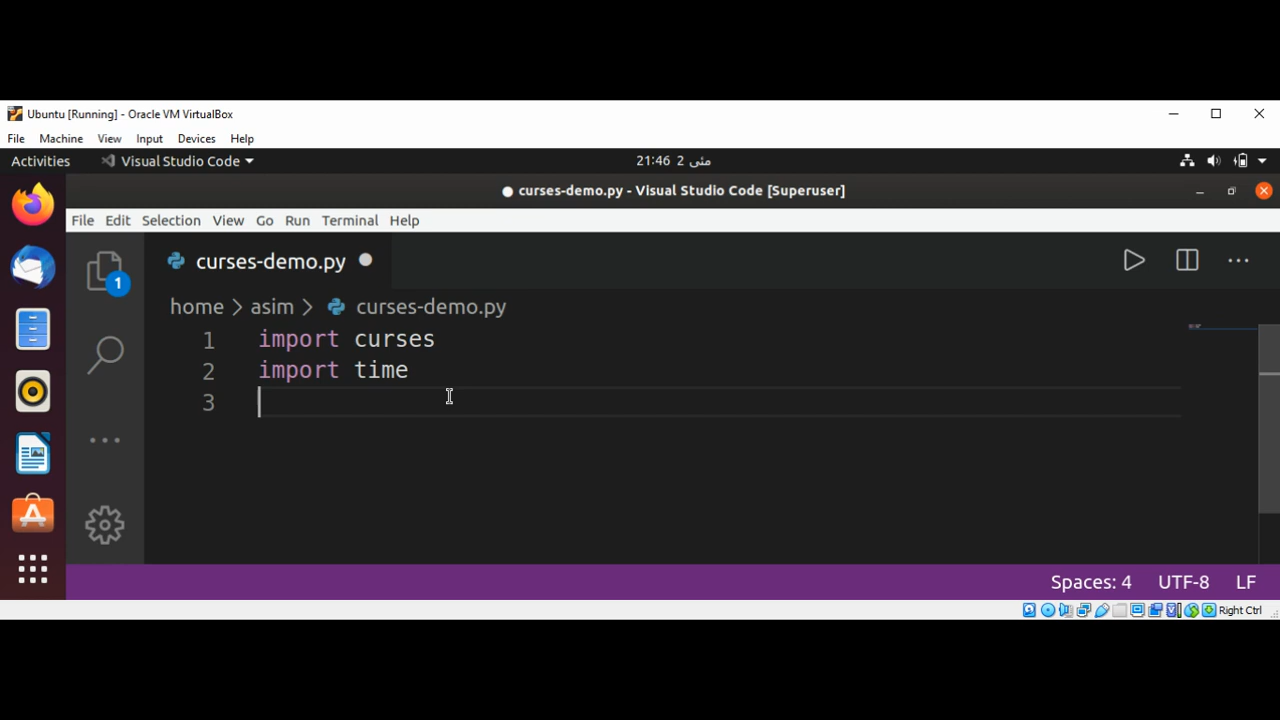 Ubuntu [Running] - Oracle VM VirtualBox
File Machine View Input Devices Help
Activities Visual Studio Code 21:46 2 مئی
curses-demo.py - Visual Studio Code [Superuser]
File Edit Selection View Go Run Terminal Help
1 curses-demo.py
home > asim > curses-demo.py
1 import curses
2 import time
3
Spaces: 4 UTF-8 LF
Right Ctrl